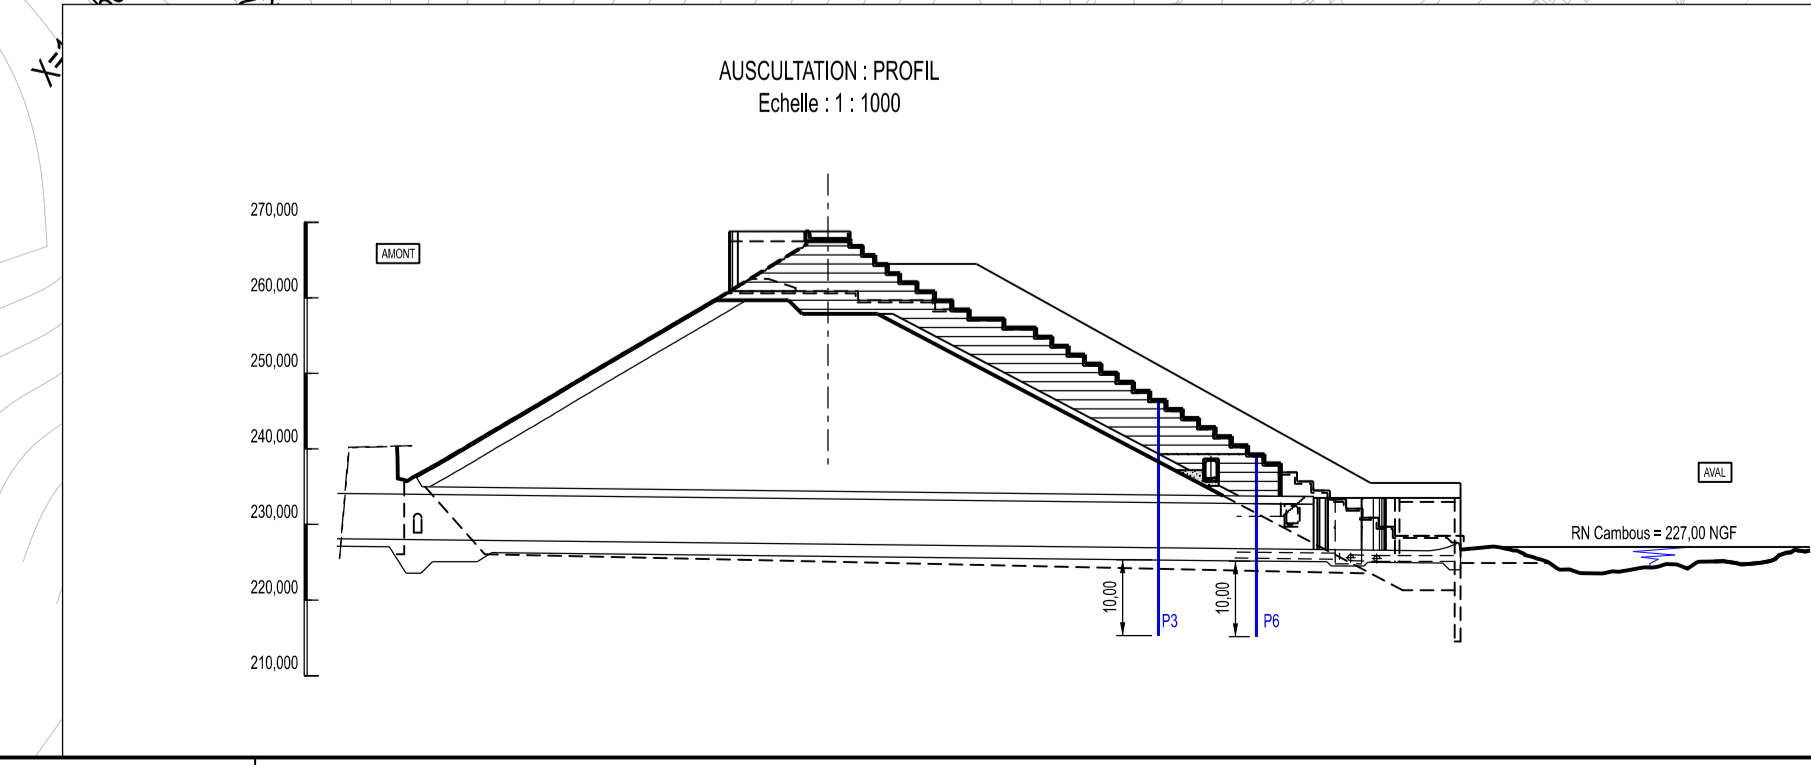 AUSCULTATION : PROFIL
Echelle : 1 : 1000
270,000
AMONT
260,000
250,000
240,000
AVAL
230,000
RN Cambous = 227,00 NGF
220,000
10,00
10,00
P3
P6
210,000